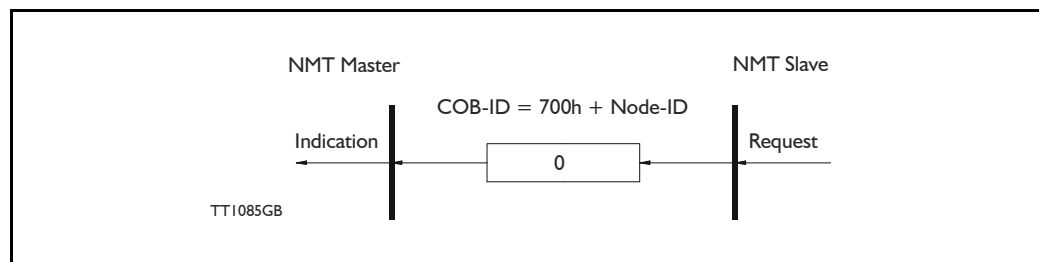 NMT Master
NMT Slave
COB-ID = 700h + Node-ID
Indication
0
Request
TT1085GB